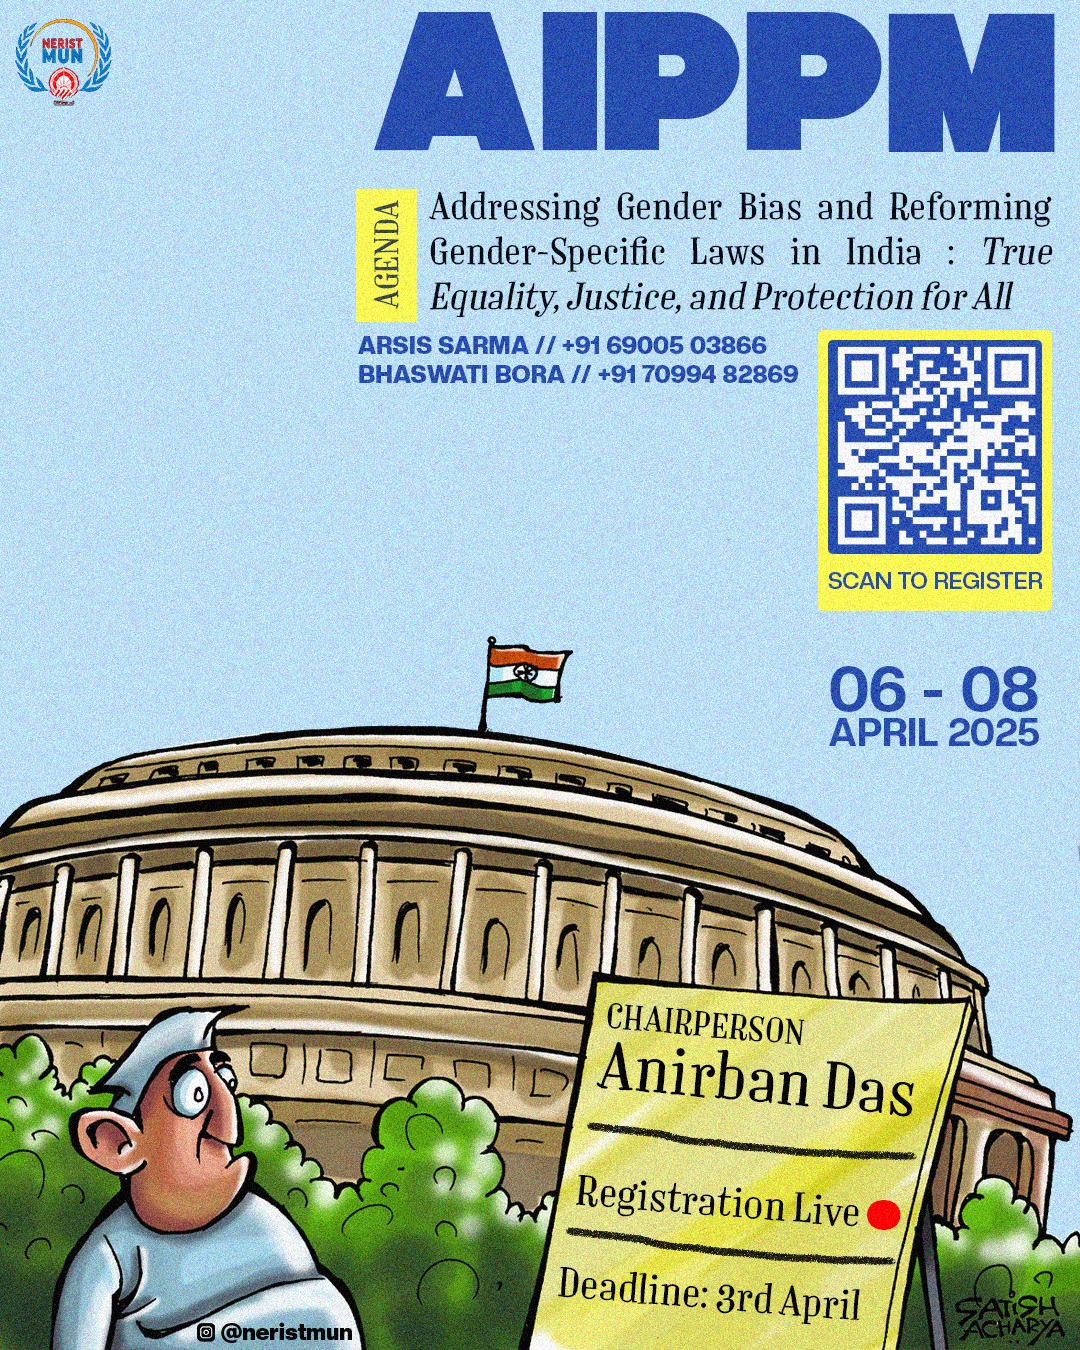 NERIST
MUN
AIPPM
AGENDA
Addressing Gender Bias and Reforming
Gender-Specific Laws in India : True
Equality, Justice, and Protection for All
ARSIS SARMA // +91 69005 03866
BHASWATI BORA // +91 70994 82869
SCAN TO REGISTER
06 - 08
APRIL 2025
CHAIRPERSON
Anirban Das
Registration Live
Deadline: 3rd April
@neristmun
SATISH
ACHARYA